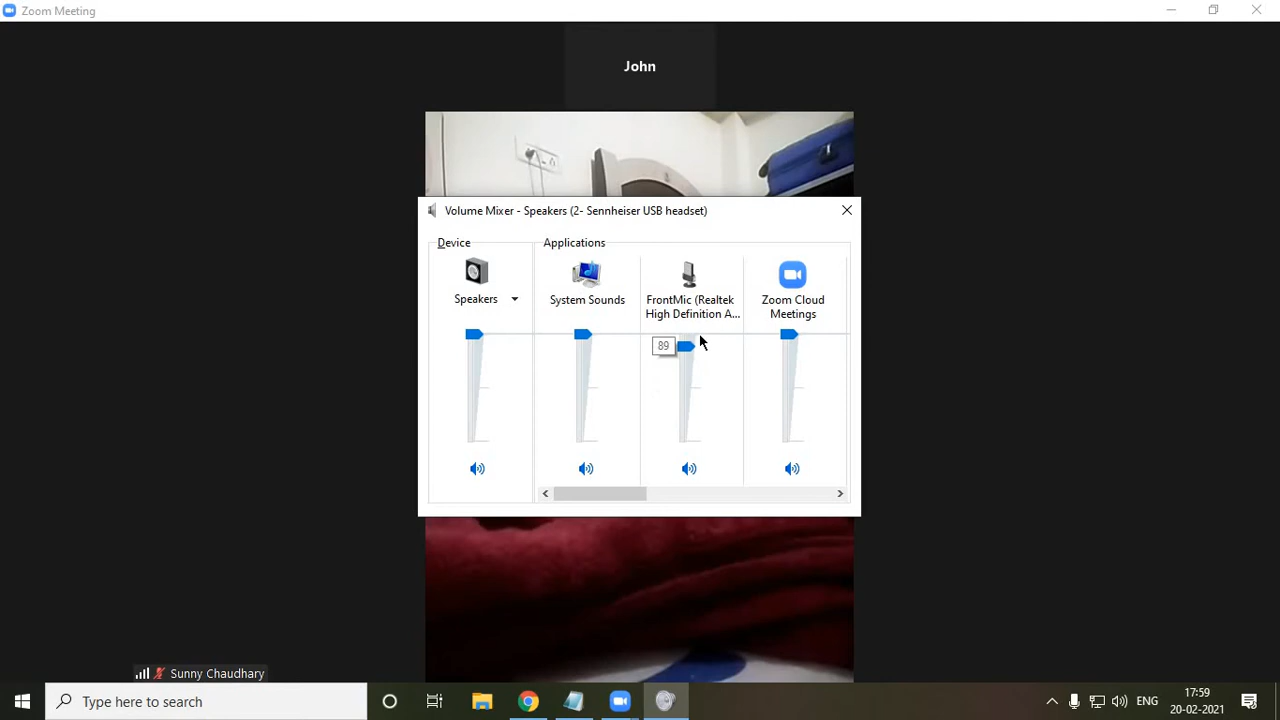 Zoom Meeting
John
Volume Mixer - Speakers (2- Sennheiser USB headset)
Device
Applications
Speakers
System Sounds
FrontMic (Realtek
High Definition A...
Zoom Cloud
Meetings
89
Sunny Chaudhary
Type here to search
ENG
17:59
20-02-2021